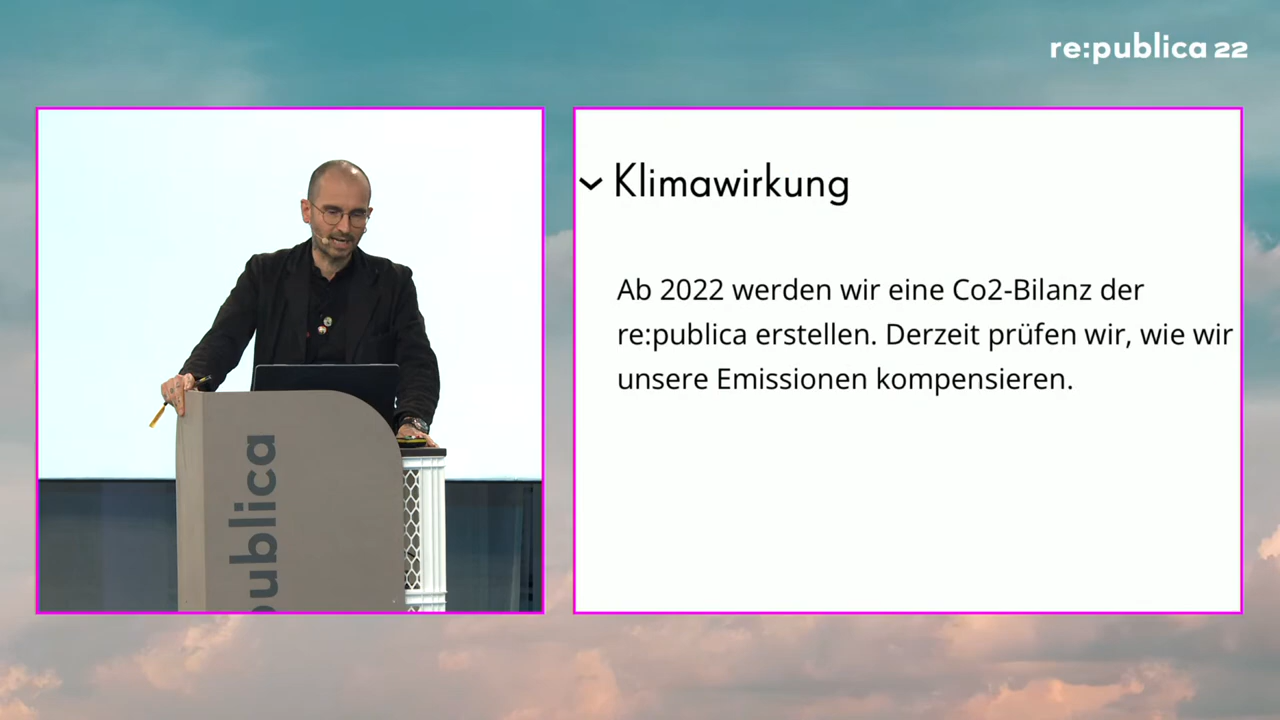 re:publica 22
Klimawirkung
Ab 2022 werden wir eine Co2-Bilanz der
re:publica erstellen. Derzeit prüfen wir, wie wir
unsere Emissionen kompensieren.
publica